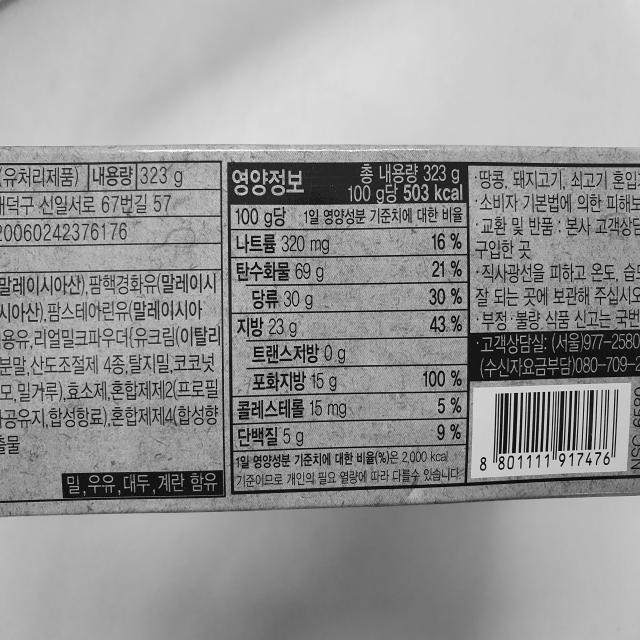 (유처리제품) 내용량 323 g
대덕구 신일서로 67번길 57
20060242376176
말레이시아산),팜핵경화유(말레이시
시아산),팜스테아린유(말레이시아
용유,리얼밀크파우더(유크림(이탈리
분말,산도조절제 4종,탈지밀,코코넛
모,밀거루),효소제,혼합제제2(프로필
공유지,합성향료),혼합제제4(합성향
출물
밀,우유,대두,계란 함유
영양정보 총 내용량 323 g
100 g당 503 kcal
100 g당 1일 영양성분 기준치에 대한 비율
나트륨 320 mg 16 %
탄수화물 69 g 21 %
당류 30 g 30 %
지방 23 g 43 %
트랜스지방 0 g
포화지방 15 g 100 %
콜레스테롤 15 mg 5 %
단백질 5 g 9 %
1일 영양성분 기준치에 대한 비율(%)은 2,000 kcal
기준이므로 개인의 필요 열량에 따라 다를수 있습니다.
·땅콩, 돼지고기, 쇠고기 혼입
·소비자 기본법에 의한 피해보
·교환 및 반품 : 본사 고객상담
구입한 곳
·직사광선을 피하고 온도, 습도
잘 되는 곳에 보관해 주십시오
·부정·불량 식품 신고는 국번
·고객상담실: (서울)977-2580
(수신자요금부담)080-709-2
8 801111 917476